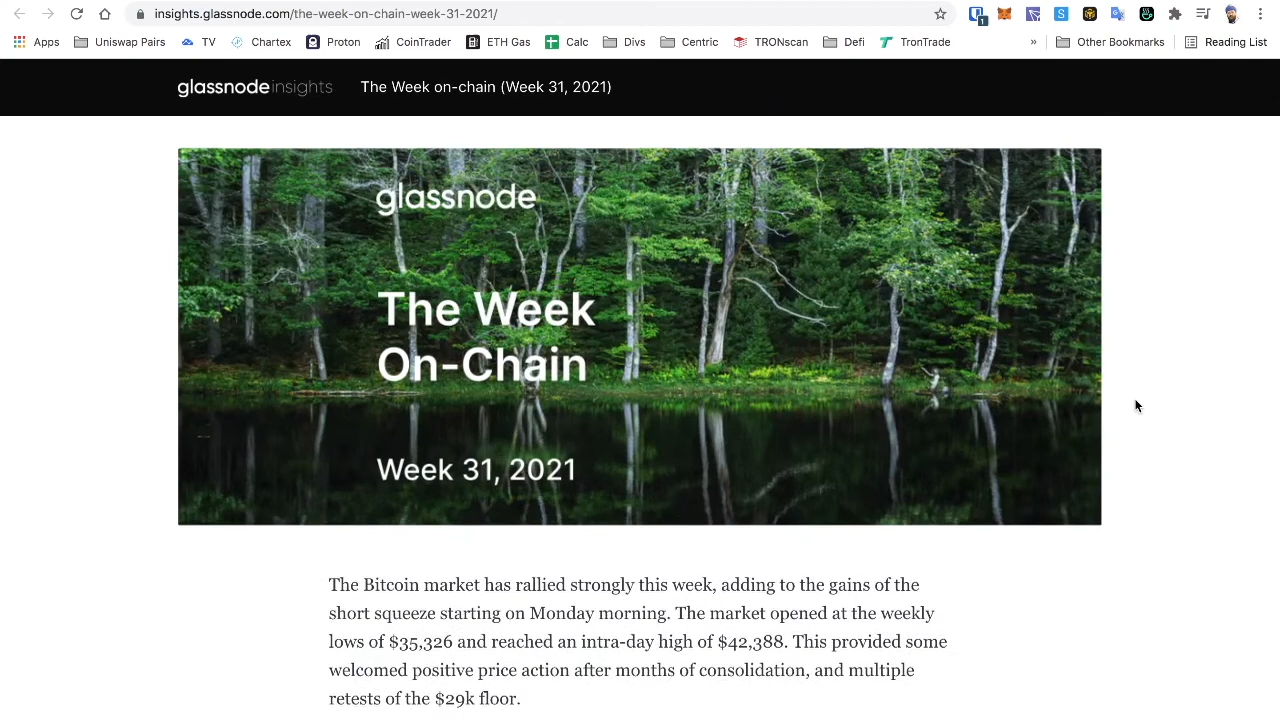 insights.glassnode.com/the-week-on-chain-week-31-2021/
1
Apps Uniswap Pairs TV Chartex Proton CoinTrader ETH Gas Calc Divs Centric TRONscan Defi TronTrade » Other Bookmarks Reading List
glassnodeinsights The Week on-chain (Week 31, 2021)
glassnode
The Week
On-Chain
Week 31, 2021
The Bitcoin market has rallied strongly this week, adding to the gains of the
short squeeze starting on Monday morning. The market opened at the weekly
lows of $35,326 and reached an intra-day high of $42,388. This provided some
welcomed positive price action after months of consolidation, and multiple
retests of the $29k floor.